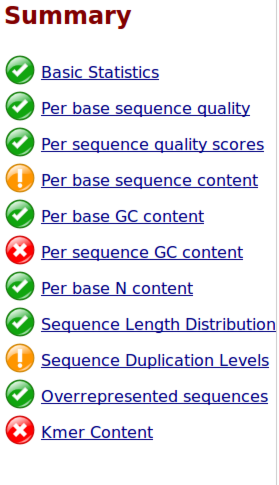 Summary
Basic Statistics
Per base sequence quality
Per sequence quality scores
Per base sequence content
Per base GC content
Per sequence GC content
Per base N content
Sequence Length Distribution
Sequence Duplication Levels
Overrepresented sequences
Kmer Content